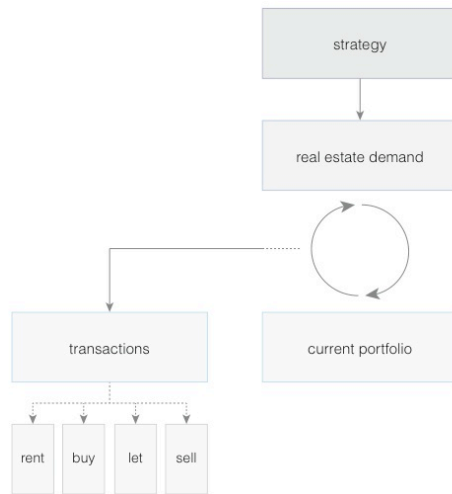 strategy
real estate demand
transactions
current portfolio
rent
buy
let
sell